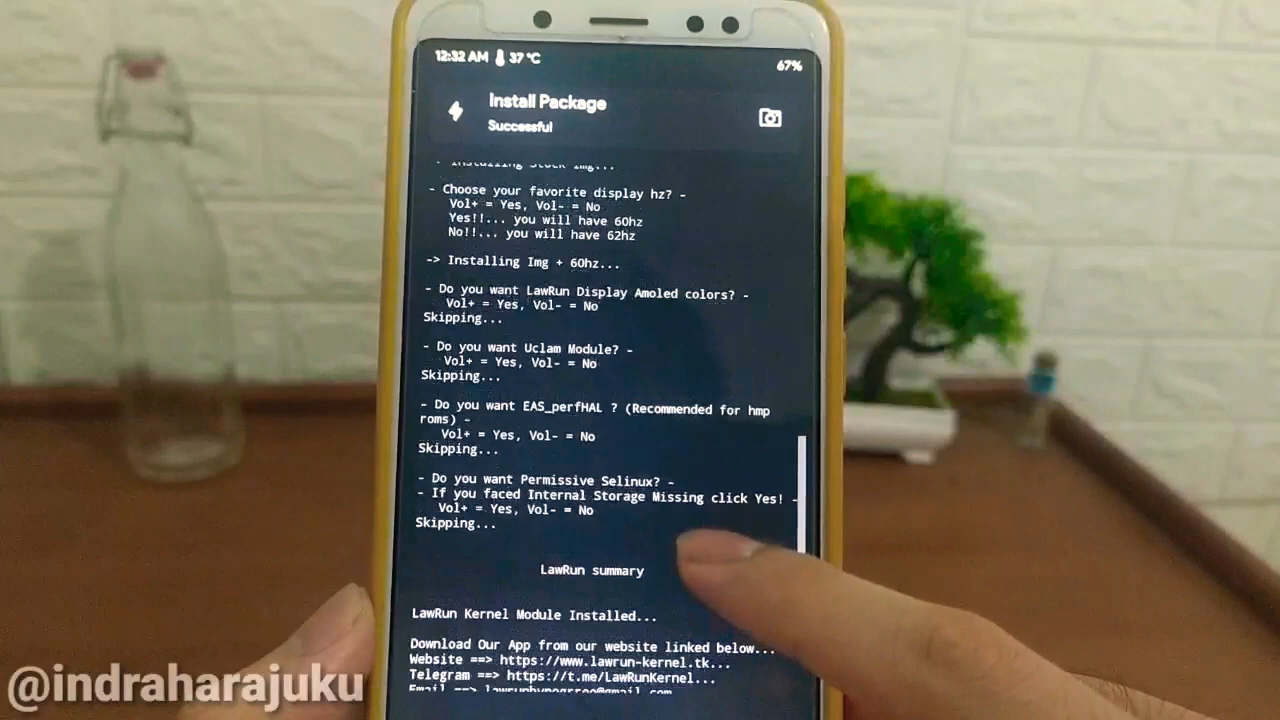 12:32 AM 37 °C
67%
Install Package
Successful
- Installing Stock Img...
- Choose your favorite display hz? -
Vol+ = Yes, Vol- = No
Yes!!... you will have 60hz
No!!... you will have 62hz
-> Installing Img + 60hz...
- Do you want LawRun Display Amoled colors? -
Vol+ = Yes, Vol- = No
Skipping...
- Do you want Uclam Module? -
Vol+ = Yes, Vol- = No
Skipping...
- Do you want EAS_perfHAL ? (Recommended for hmp
roms) -
Vol+ = Yes, Vol- = No
Skipping...
- Do you want Permissive Selinux? -
- If you faced Internal Storage Missing click Yes! -
Vol+ = Yes, Vol- = No
Skipping...
LawRun summary
LawRun Kernel Module Installed...
Download Our App from our website linked below...
Website ==> https://www.lawrun-kernel.tk...
Telegram ==> https://t.me/LawRunKernel...
Email ==>
@indraharajuku